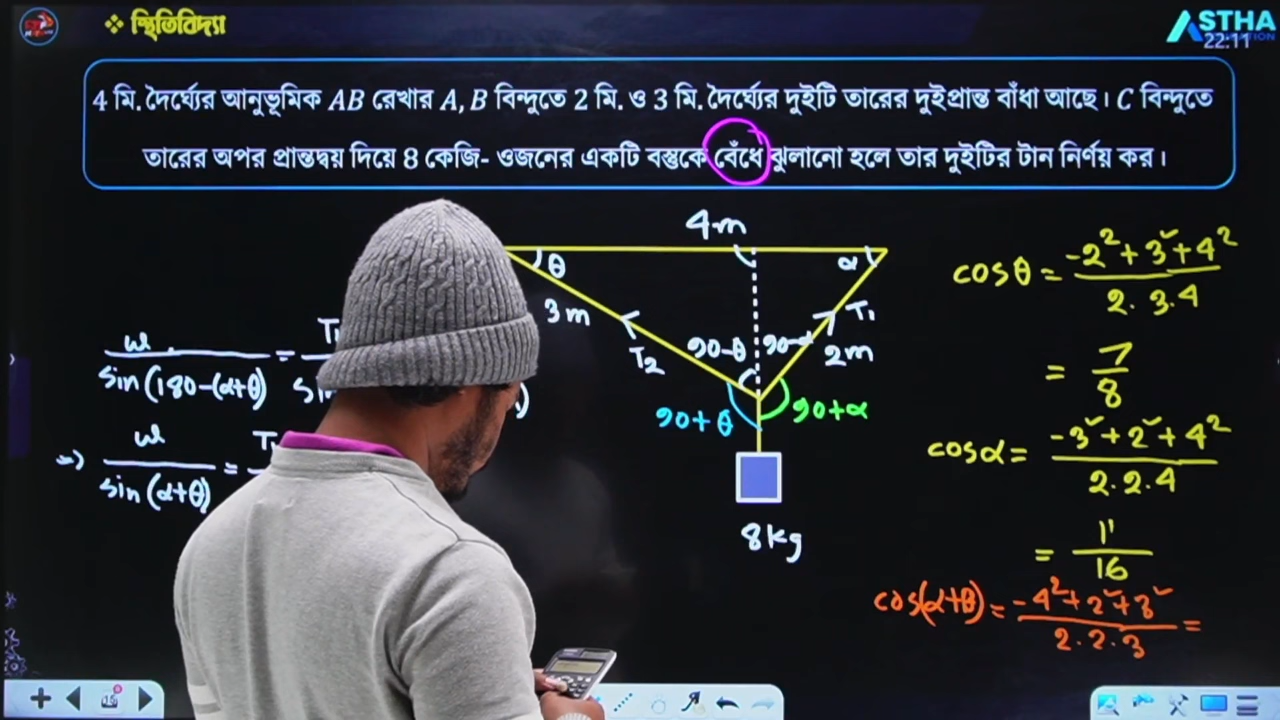 ❖ স্থিতিবিদ্যা
ASTHA
22:11
4 মি. দৈর্ঘ্যের আনুভূমিক AB রেখার A, B বিন্দুতে 2 মি. ও 3 মি. দৈর্ঘ্যের দুইটি তারের দুইপ্রান্ত বাঁধা আছে। C বিন্দুতে
তারের অপর প্রান্তদ্বয় দিয়ে 8 কেজি- ওজনের একটি বস্তুকে বেঁধে ঝুলানো হলে তার দুইটির টান নির্ণয় কর।
4m
θ
α
3m
T₂
T₁
2m
90-θ
90-α
90+θ
90+α
8kg
w / sin(180-(α+θ)) =
⇒ w / sin(α+θ) =
cosθ = (-2²+3²+4²) / 2.3.4
= 7/8
cosα = (-3²+2²+4²) / 2.2.4
= 11/16
cos(α+θ) = (-4²+2²+3²) / 2.2.3 =